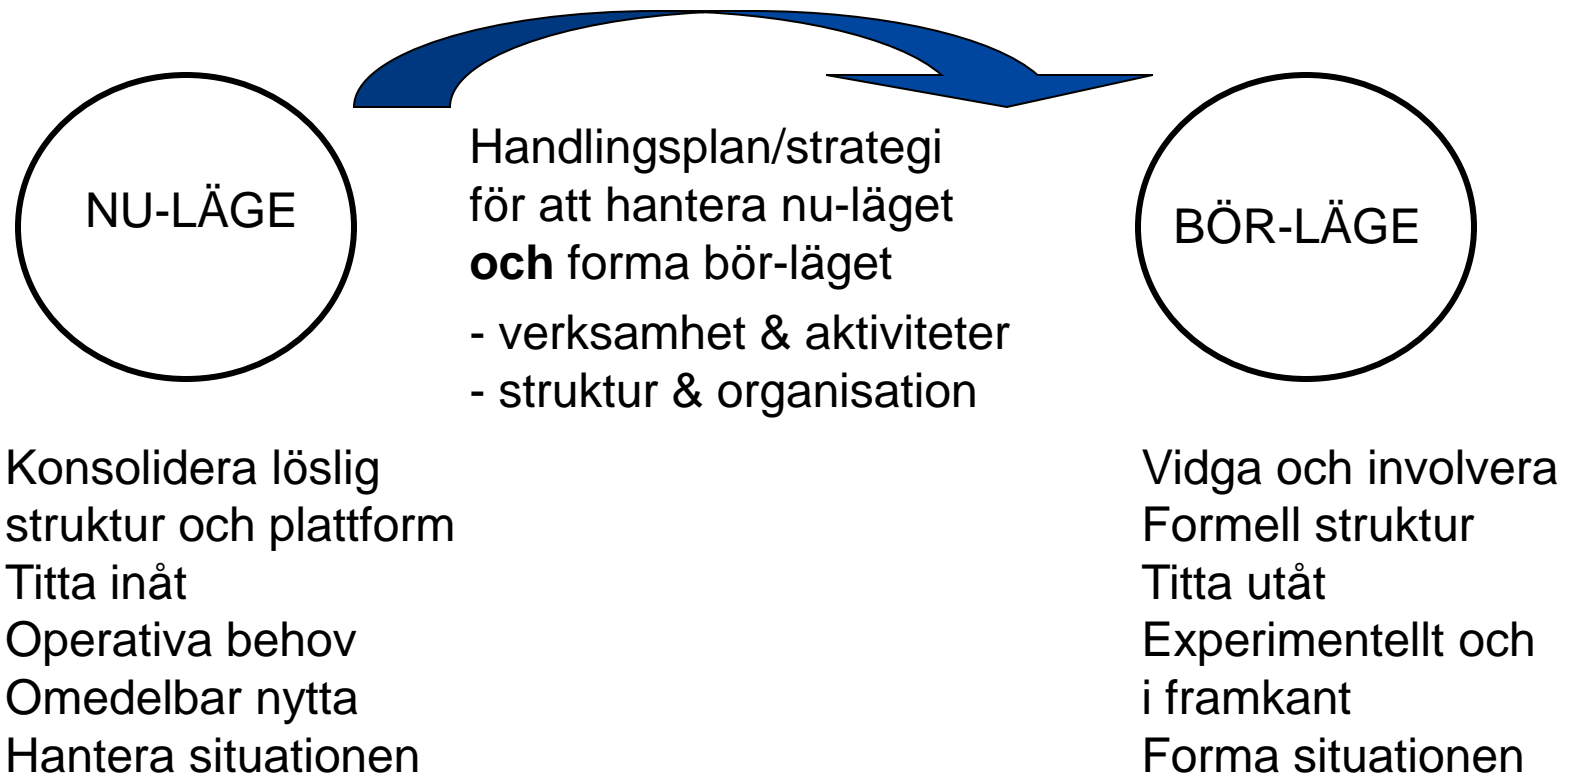 NU-LÄGE
Handlingsplan/strategi
för att hantera nu-läget
och forma bör-läget
- verksamhet & aktiviteter
- struktur & organisation
BÖR-LÄGE
Konsolidera löslig
struktur och plattform
Titta inåt
Operativa behov
Omedelbar nytta
Hantera situationen
Vidga och involvera
Formell struktur
Titta utåt
Experimentellt och
i framkant
Forma situationen